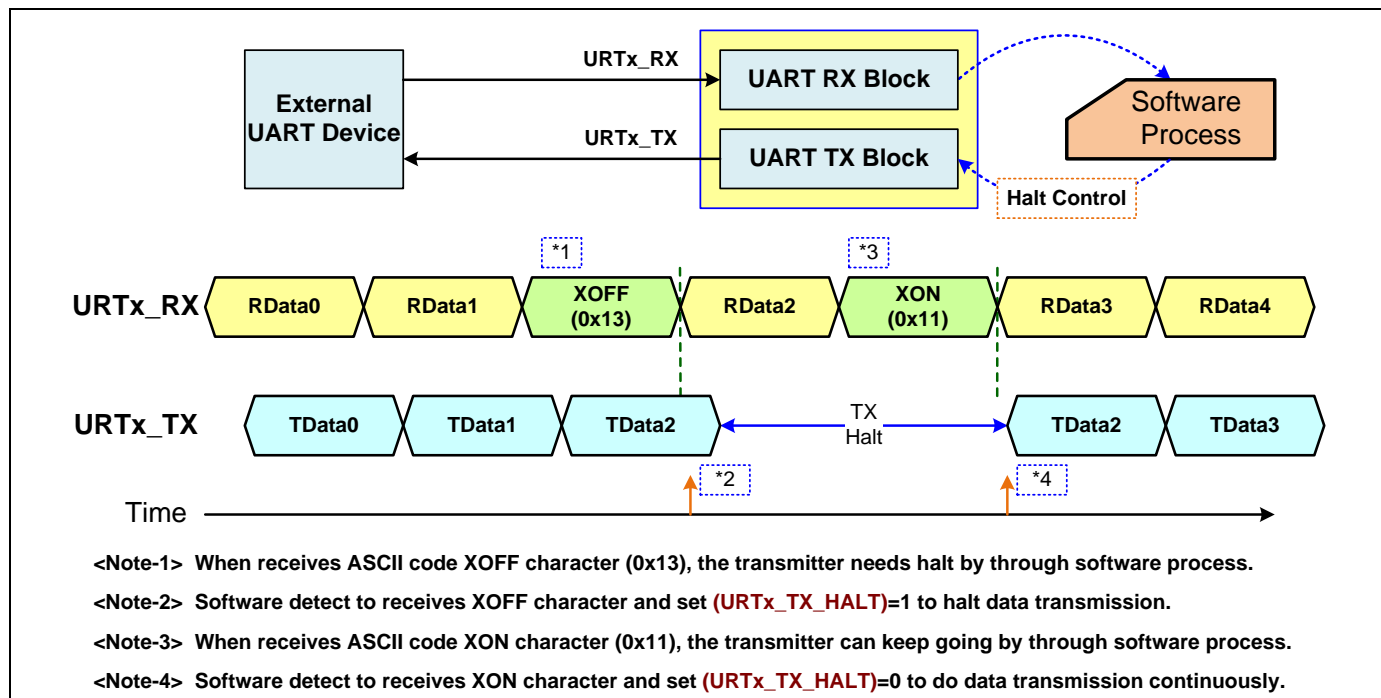 URTx_RX
UART RX Block
External
UART Device
Software
Process
URTx_TX
UART TX Block
Halt Control
*1
*3
URTx_RX
RData0
RData1
XOFF
(0x13)
RData2
XON
(0x11)
RData3
RData4
URTx_TX
TData0
TData1
TData2
TX
Halt
TData2
TData3
*2
*4
Time
<Note-1> When receives ASCII code XOFF character (0x13), the transmitter needs halt by through software process.
<Note-2> Software detect to receives XOFF character and set (URTx_TX_HALT)=1 to halt data transmission.
<Note-3> When receives ASCII code XON character (0x11), the transmitter can keep going by through software process.
<Note-4> Software detect to receives XON character and set (URTx_TX_HALT)=0 to do data transmission continuously.